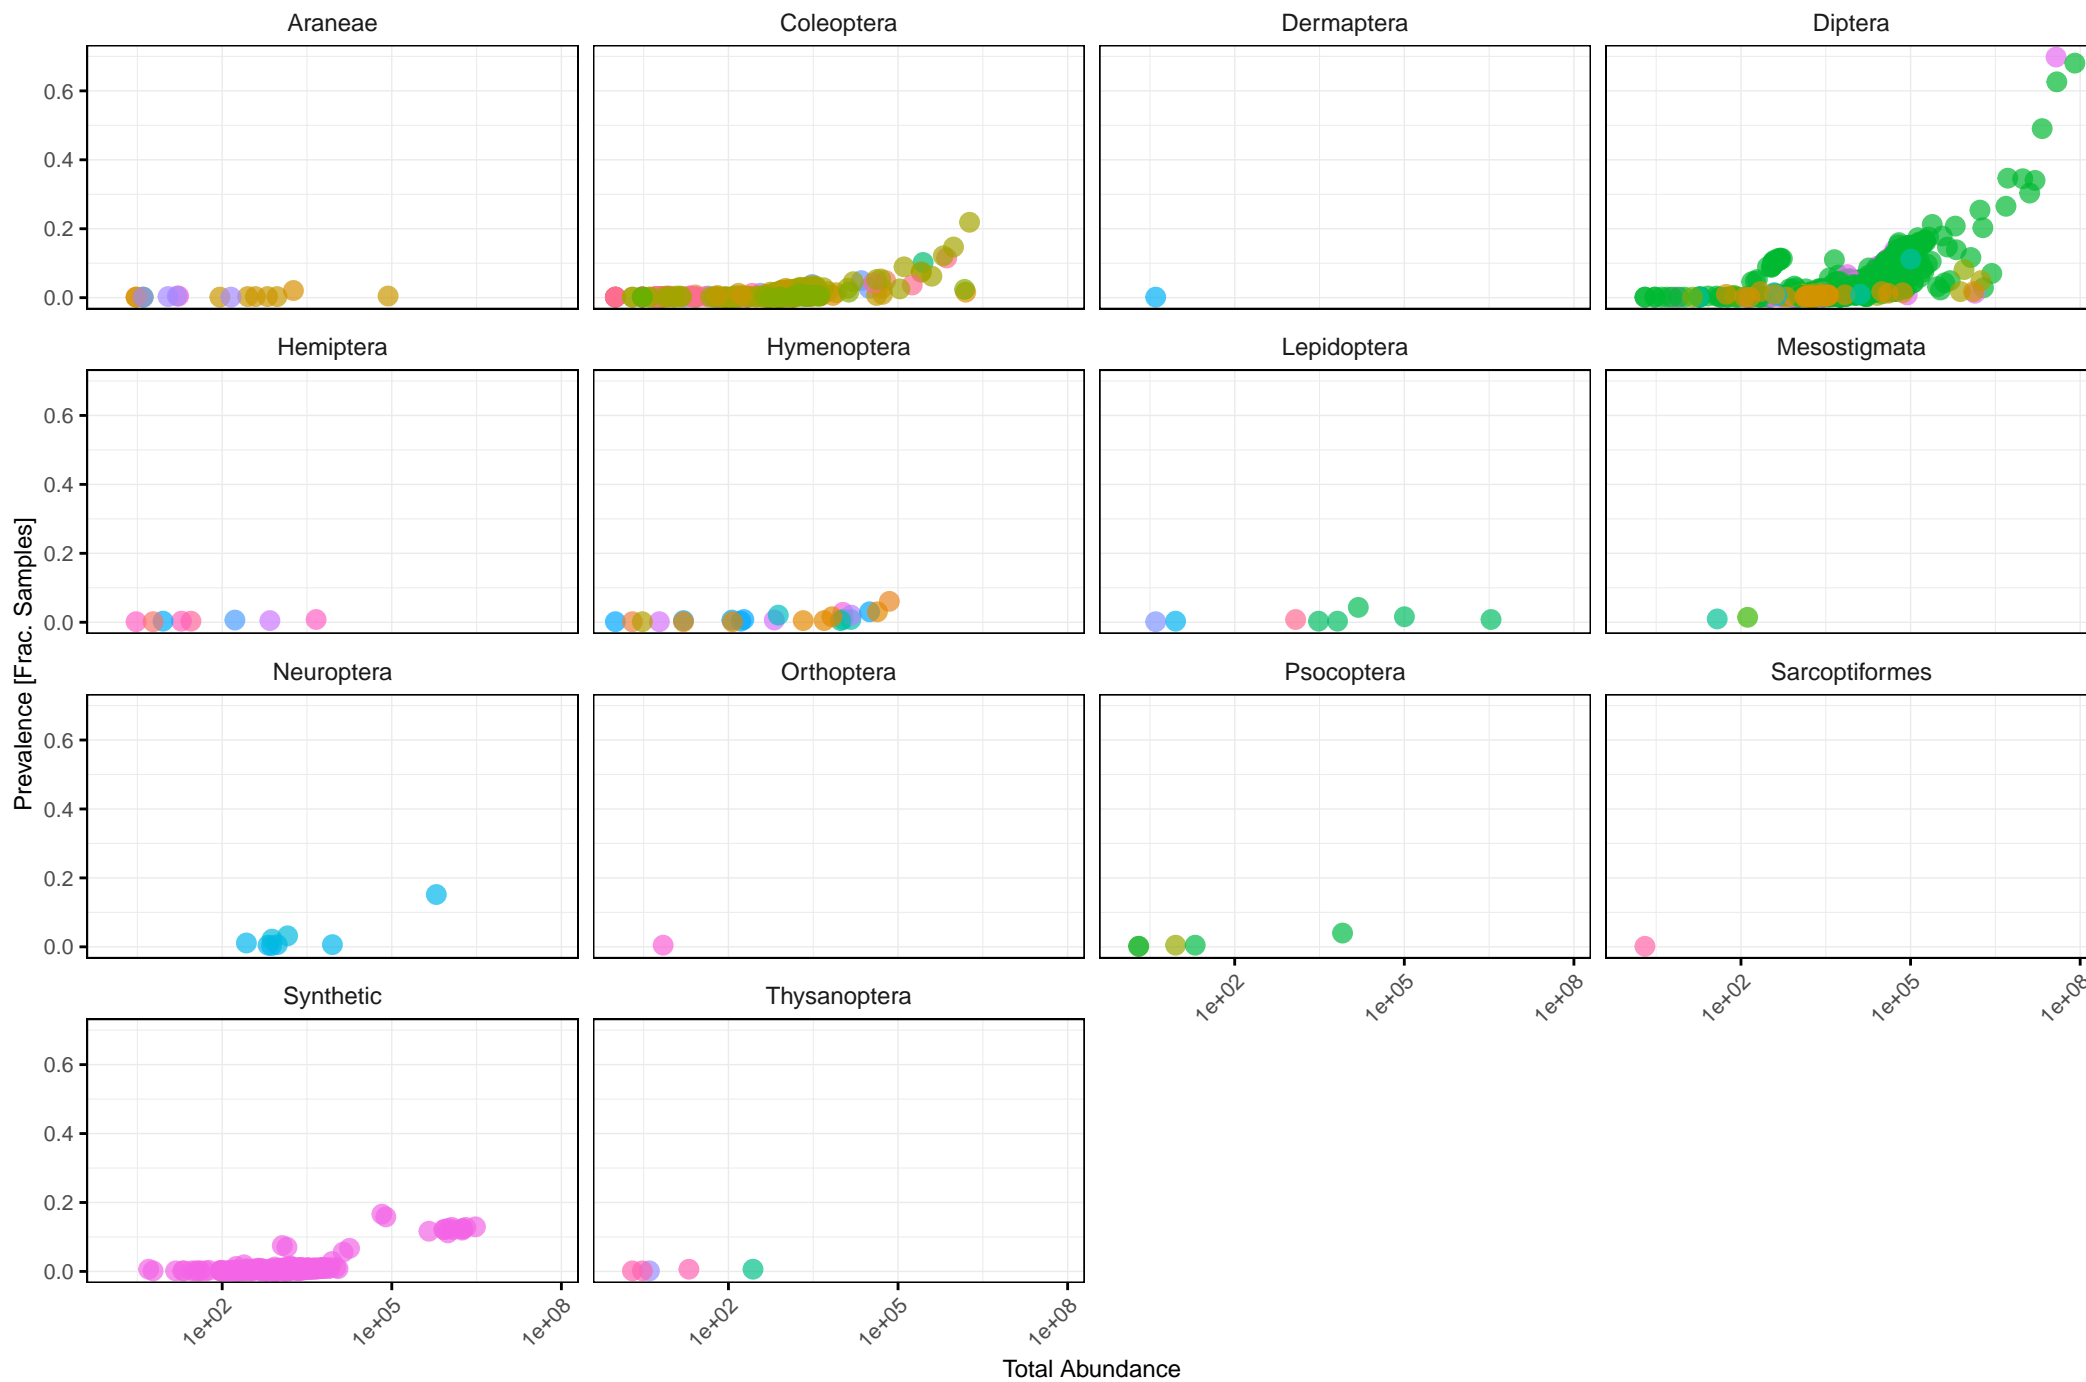 Araneae Coleoptera Dermaptera Diptera
0.6
0.4
0.2
0.0
Hemiptera Hymenoptera Lepidoptera Mesostigmata
0.6
0.4
0.2
0.0
Prevalence [Frac. Samples]
Neuroptera Orthoptera Psocoptera Sarcoptiformes
0.6
0.4
0.2
0.0
1e+02 1e+05 1e+08 1e+02 1e+05 1e+08
Synthetic Thysanoptera
0.6
0.4
0.2
0.0
1e+02 1e+05 1e+08 1e+02 1e+05 1e+08
Total Abundance